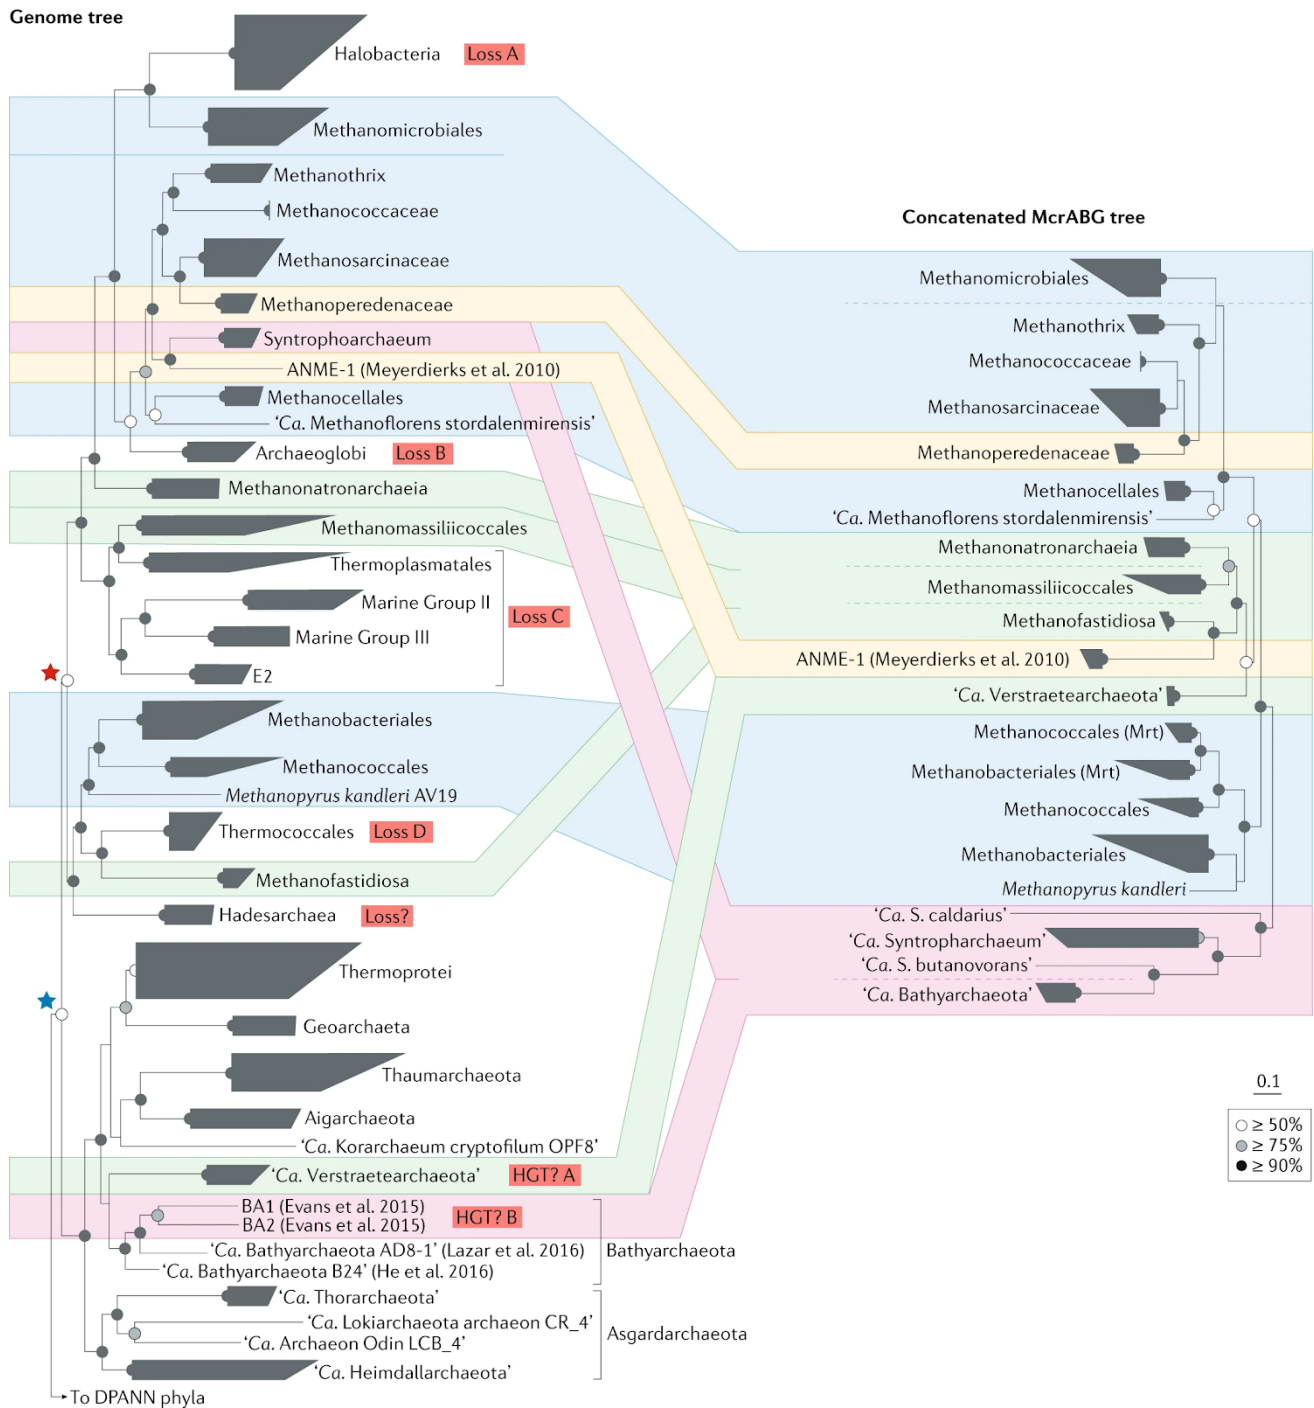 Genome tree
Halobacteria Loss A
Methanomicrobiales
Methanothrix
Methanococcaceae
Methanosarcinaceae
Methanoperedenaceae
Syntrophoarchaeum
ANME-1 (Meyerdierks et al. 2010)
Methanocellales
‘Ca. Methanoflorens stordalenmirensis’
Archaeoglobi Loss B
Methanonatronarchaeia
Methanomassiliicoccales
Thermoplasmatales
Marine Group II
Loss C
Marine Group III
E2
Methanobacteriales
Methanococcales
Methanopyrus kandleri AV19
Thermococcales Loss D
Methanofastidiosa
Hadesarchaea Loss?
Thermoprotei
Geoarchaeta
Thaumarchaeota
Aigarchaeota
‘Ca. Korarchaeum cryptofilum OPF8’
‘Ca. Verstraetearchaeota’ HGT? A
BA1 (Evans et al. 2015)
BA2 (Evans et al. 2015)
HGT? B
‘Ca. Bathyarchaeota AD8-1’ (Lazar et al. 2016)
‘Ca. Bathyarchaeota B24’ (He et al. 2016)
Bathyarchaeota
‘Ca. Thorarchaeota’
‘Ca. Lokiarchaeota archaeon CR_4’
‘Ca. Archaeon Odin LCB_4’
‘Ca. Heimdallarchaeota’
Asgardarchaeota
To DPANN phyla
Concatenated McrABG tree
Methanomicrobiales
Methanothrix
Methanococcaceae
Methanosarcinaceae
Methanoperedenaceae
Methanocellales
‘Ca. Methanoflorens stordalenmirensis’
Methanonatronarchaeia
Methanomassiliicoccales
Methanofastidiosa
ANME-1 (Meyerdierks et al. 2010)
‘Ca. Verstraetearchaeota’
Methanococcales (Mrt)
Methanobacteriales (Mrt)
Methanococcales
Methanobacteriales
Methanopyrus kandleri
‘Ca. S. caldarius’
‘Ca. Syntropharchaeum’
‘Ca. S. butanovorans’
‘Ca. Bathyarchaeota’
0.1
≥ 50%
≥ 75%
≥ 90%